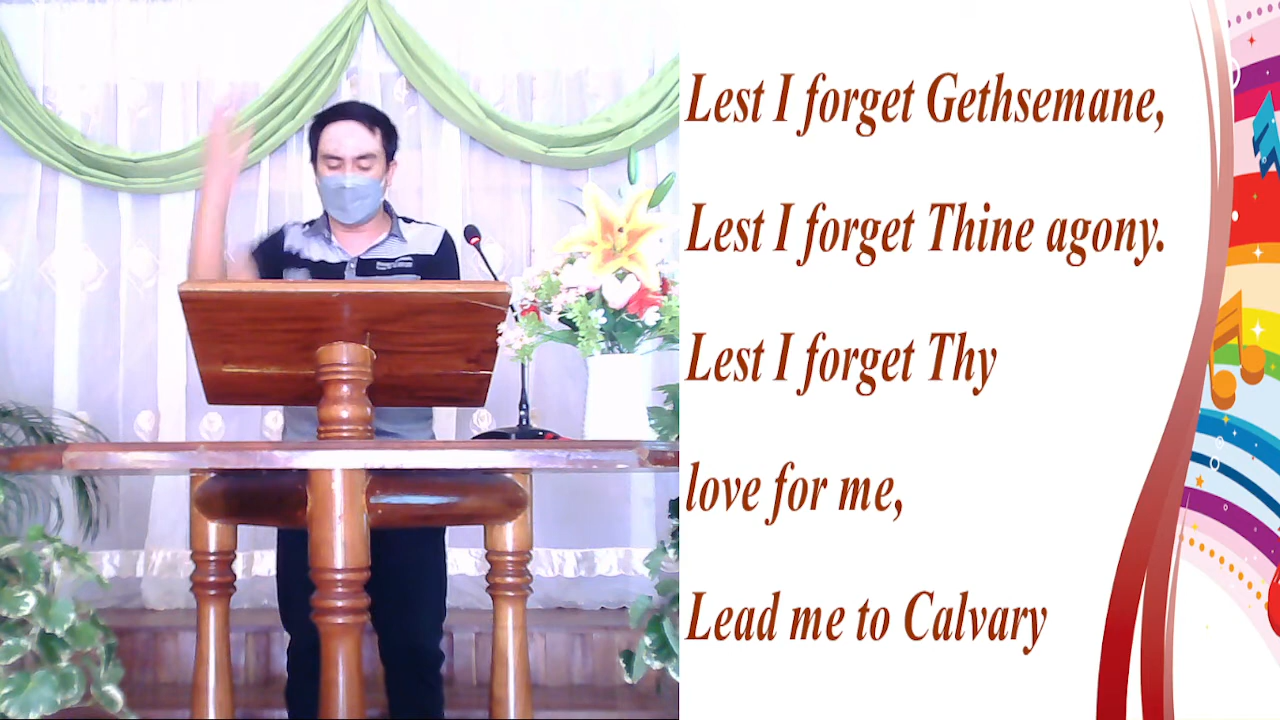 Lest I forget Gethsemane,
Lest I forget Thine agony.
Lest I forget Thy
love for me,
Lead me to Calvary